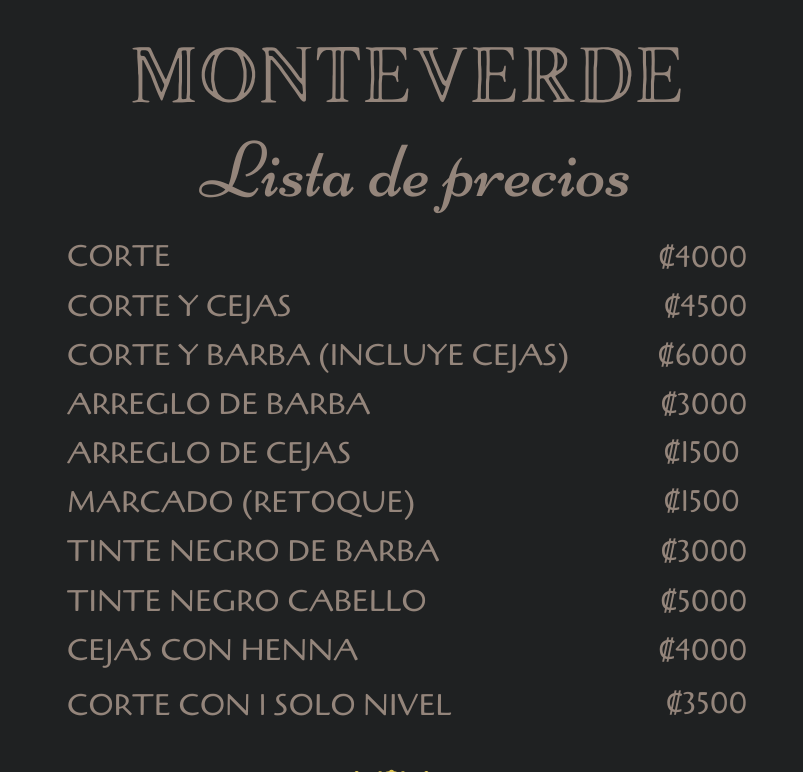 MONTEVERDE
Lista de precios
CORTE ₡4000
CORTE Y CEJAS ₡4500
CORTE Y BARBA (INCLUYE CEJAS) ₡6000
ARREGLO DE BARBA ₡3000
ARREGLO DE CEJAS ₡1500
MARCADO (RETOQUE) ₡1500
TINTE NEGRO DE BARBA ₡3000
TINTE NEGRO CABELLO ₡5000
CEJAS CON HENNA ₡4000
CORTE CON 1 SOLO NIVEL ₡3500